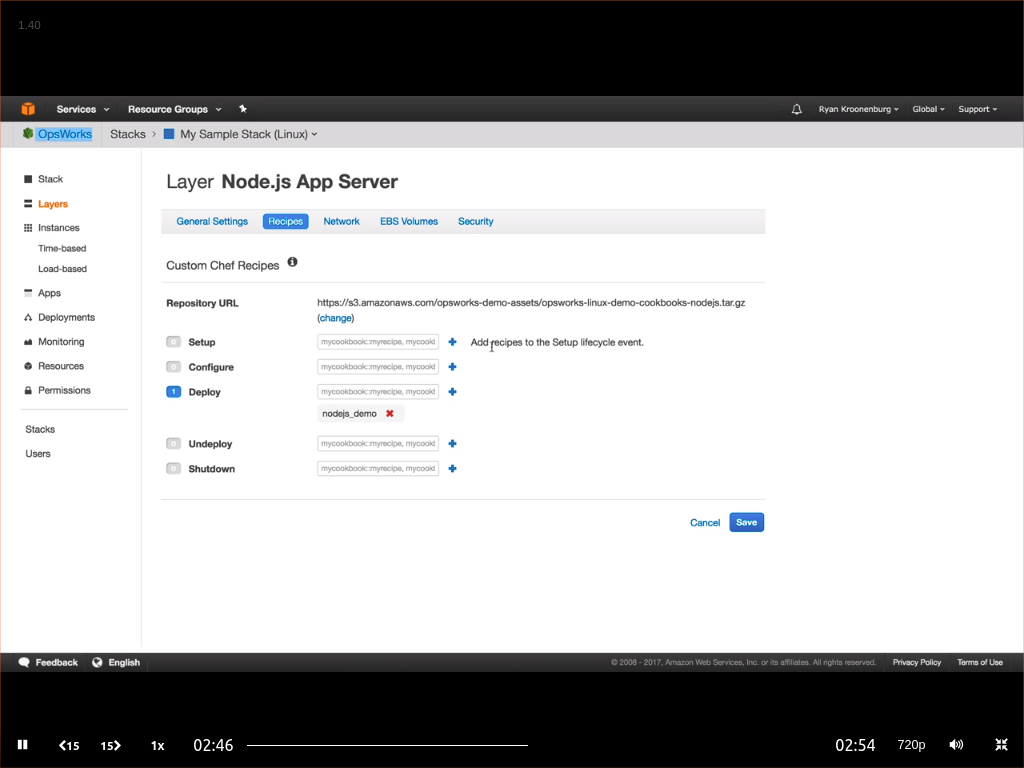 1.40
Services Resource Groups Ryan Kroonenburg Global Support
OpsWorks Stacks > My Sample Stack (Linux)
Stack
Layers
Instances
Time-based
Load-based
Apps
Deployments
Monitoring
Resources
Permissions
Stacks
Users
Layer Node.js App Server
General Settings Recipes Network EBS Volumes Security
Custom Chef Recipes
Repository URL https://s3.amazonaws.com/opsworks-demo-assets/opsworks-linux-demo-cookbooks-nodejs.tar.gz
(change)
0 Setup mycookbook::myrecipe, mycookl Add recipes to the Setup lifecycle event.
0 Configure mycookbook::myrecipe, mycookl
1 Deploy mycookbook::myrecipe, mycookl
nodejs_demo
0 Undeploy mycookbook::myrecipe, mycookl
0 Shutdown mycookbook::myrecipe, mycookl
Cancel Save
Feedback English © 2008 - 2017, Amazon Web Services, Inc. or its affiliates. All rights reserved. Privacy Policy Terms of Use
15 15 1x 02:46 02:54 720p